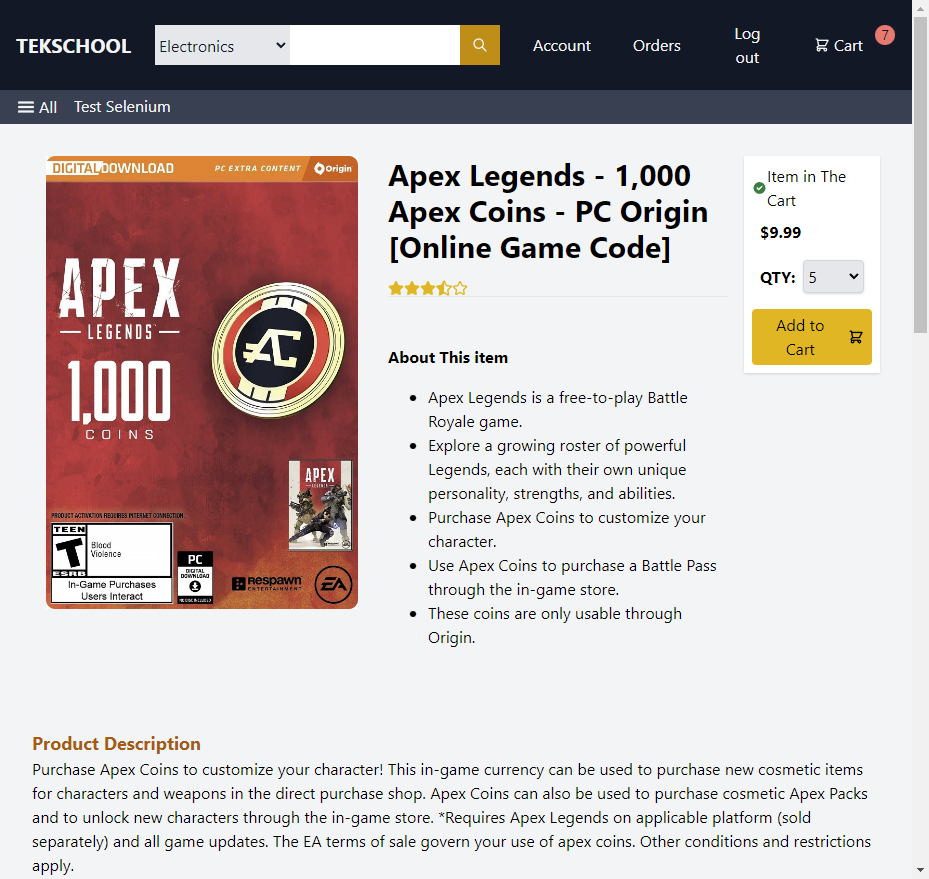 TEKSCHOOL
Electronics
Account
Orders
Log
out
Cart
7
All
Test Selenium
DIGITAL DOWNLOAD
PC EXTRA CONTENT
Origin
APEX
LEGENDS
1,000
COINS
APEX
LEGENDS
PRODUCT ACTIVATION REQUIRES INTERNET CONNECTION
TEEN
T
ESRB
Blood
Violence
In-Game Purchases
Users Interact
PC
DIGITAL
DOWNLOAD
NO DISC INCLUDED
Respawn
ENTERTAINMENT
EA
Apex Legends - 1,000
Apex Coins - PC Origin
[Online Game Code]
About This item
Apex Legends is a free-to-play Battle
Royale game.
Explore a growing roster of powerful
Legends, each with their own unique
personality, strengths, and abilities.
Purchase Apex Coins to customize your
character.
Use Apex Coins to purchase a Battle Pass
through the in-game store.
These coins are only usable through
Origin.
Item in The
Cart
$9.99
QTY:
5
Add to
Cart
Product Description
Purchase Apex Coins to customize your character! This in-game currency can be used to purchase new cosmetic items
for characters and weapons in the direct purchase shop. Apex Coins can also be used to purchase cosmetic Apex Packs
and to unlock new characters through the in-game store. *Requires Apex Legends on applicable platform (sold
separately) and all game updates. The EA terms of sale govern your use of apex coins. Other conditions and restrictions
apply.